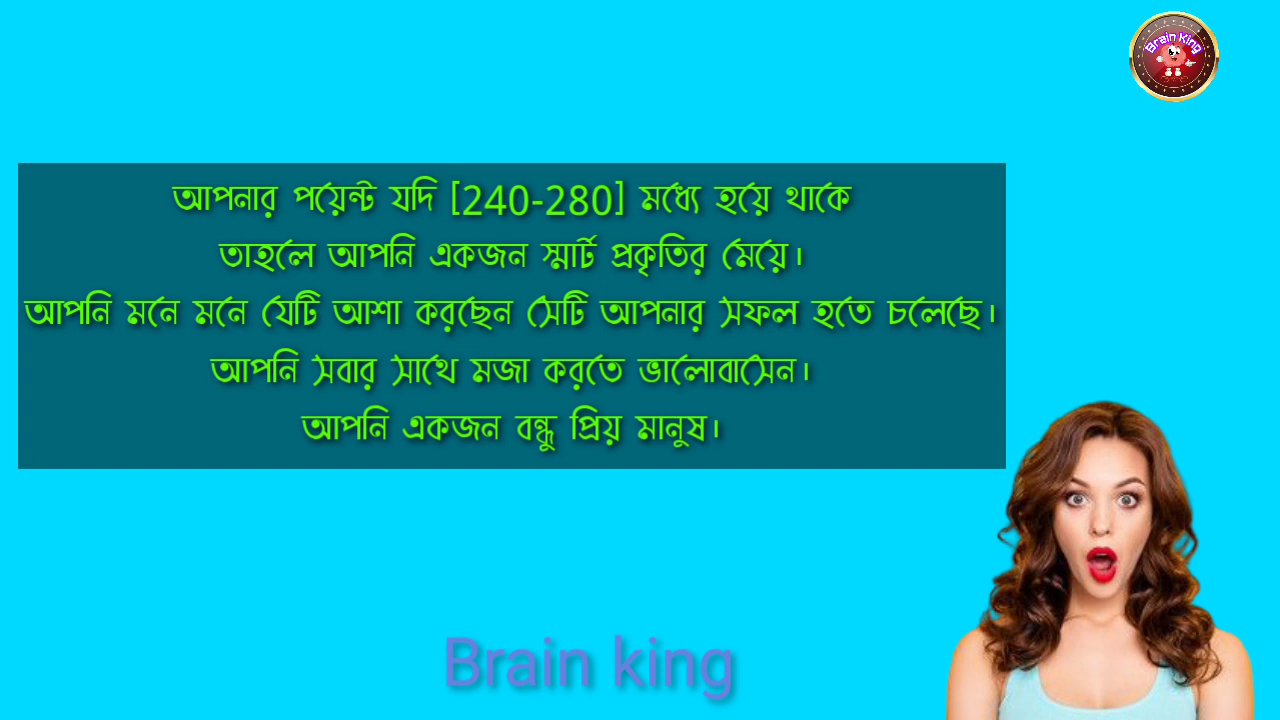 Brain King
আপনার পয়েন্ট যদি [240-280] মধ্যে হয়ে থাকে
তাহলে আপনি একজন স্মার্ট প্রকৃতির মেয়ে।
আপনি মনে মনে যেটি আশা করছেন সেটি আপনার সফল হতে চলেছে।
আপনি সবার সাথে মজা করতে ভালোবাসেন।
আপনি একজন বন্ধু প্রিয় মানুষ।
Brain king